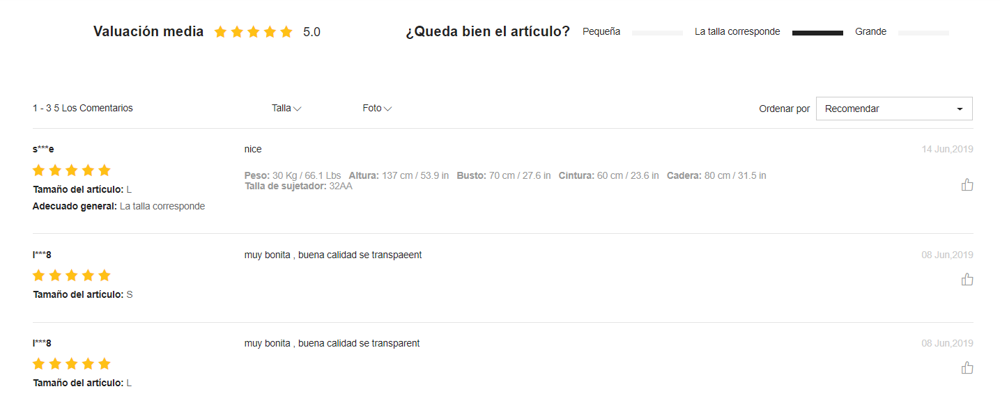 Valuación media 5.0 ¿Queda bien el artículo? Pequeña La talla corresponde Grande
1 - 3 5 Los Comentarios Talla Foto Ordenar por Recomendar
s***e nice 14 Jun,2019
Peso: 30 Kg / 66.1 Lbs Altura: 137 cm / 53.9 in Busto: 70 cm / 27.6 in Cintura: 60 cm / 23.6 in Cadera: 80 cm / 31.5 in
Talla de sujetador: 32AA
Tamaño del artículo: L
Adecuado general: La talla corresponde
l***8 muy bonita , buena calidad se transpaeent 08 Jun,2019
Tamaño del artículo: S
l***8 muy bonita , buena calidad se transparent 08 Jun,2019
Tamaño del artículo: L